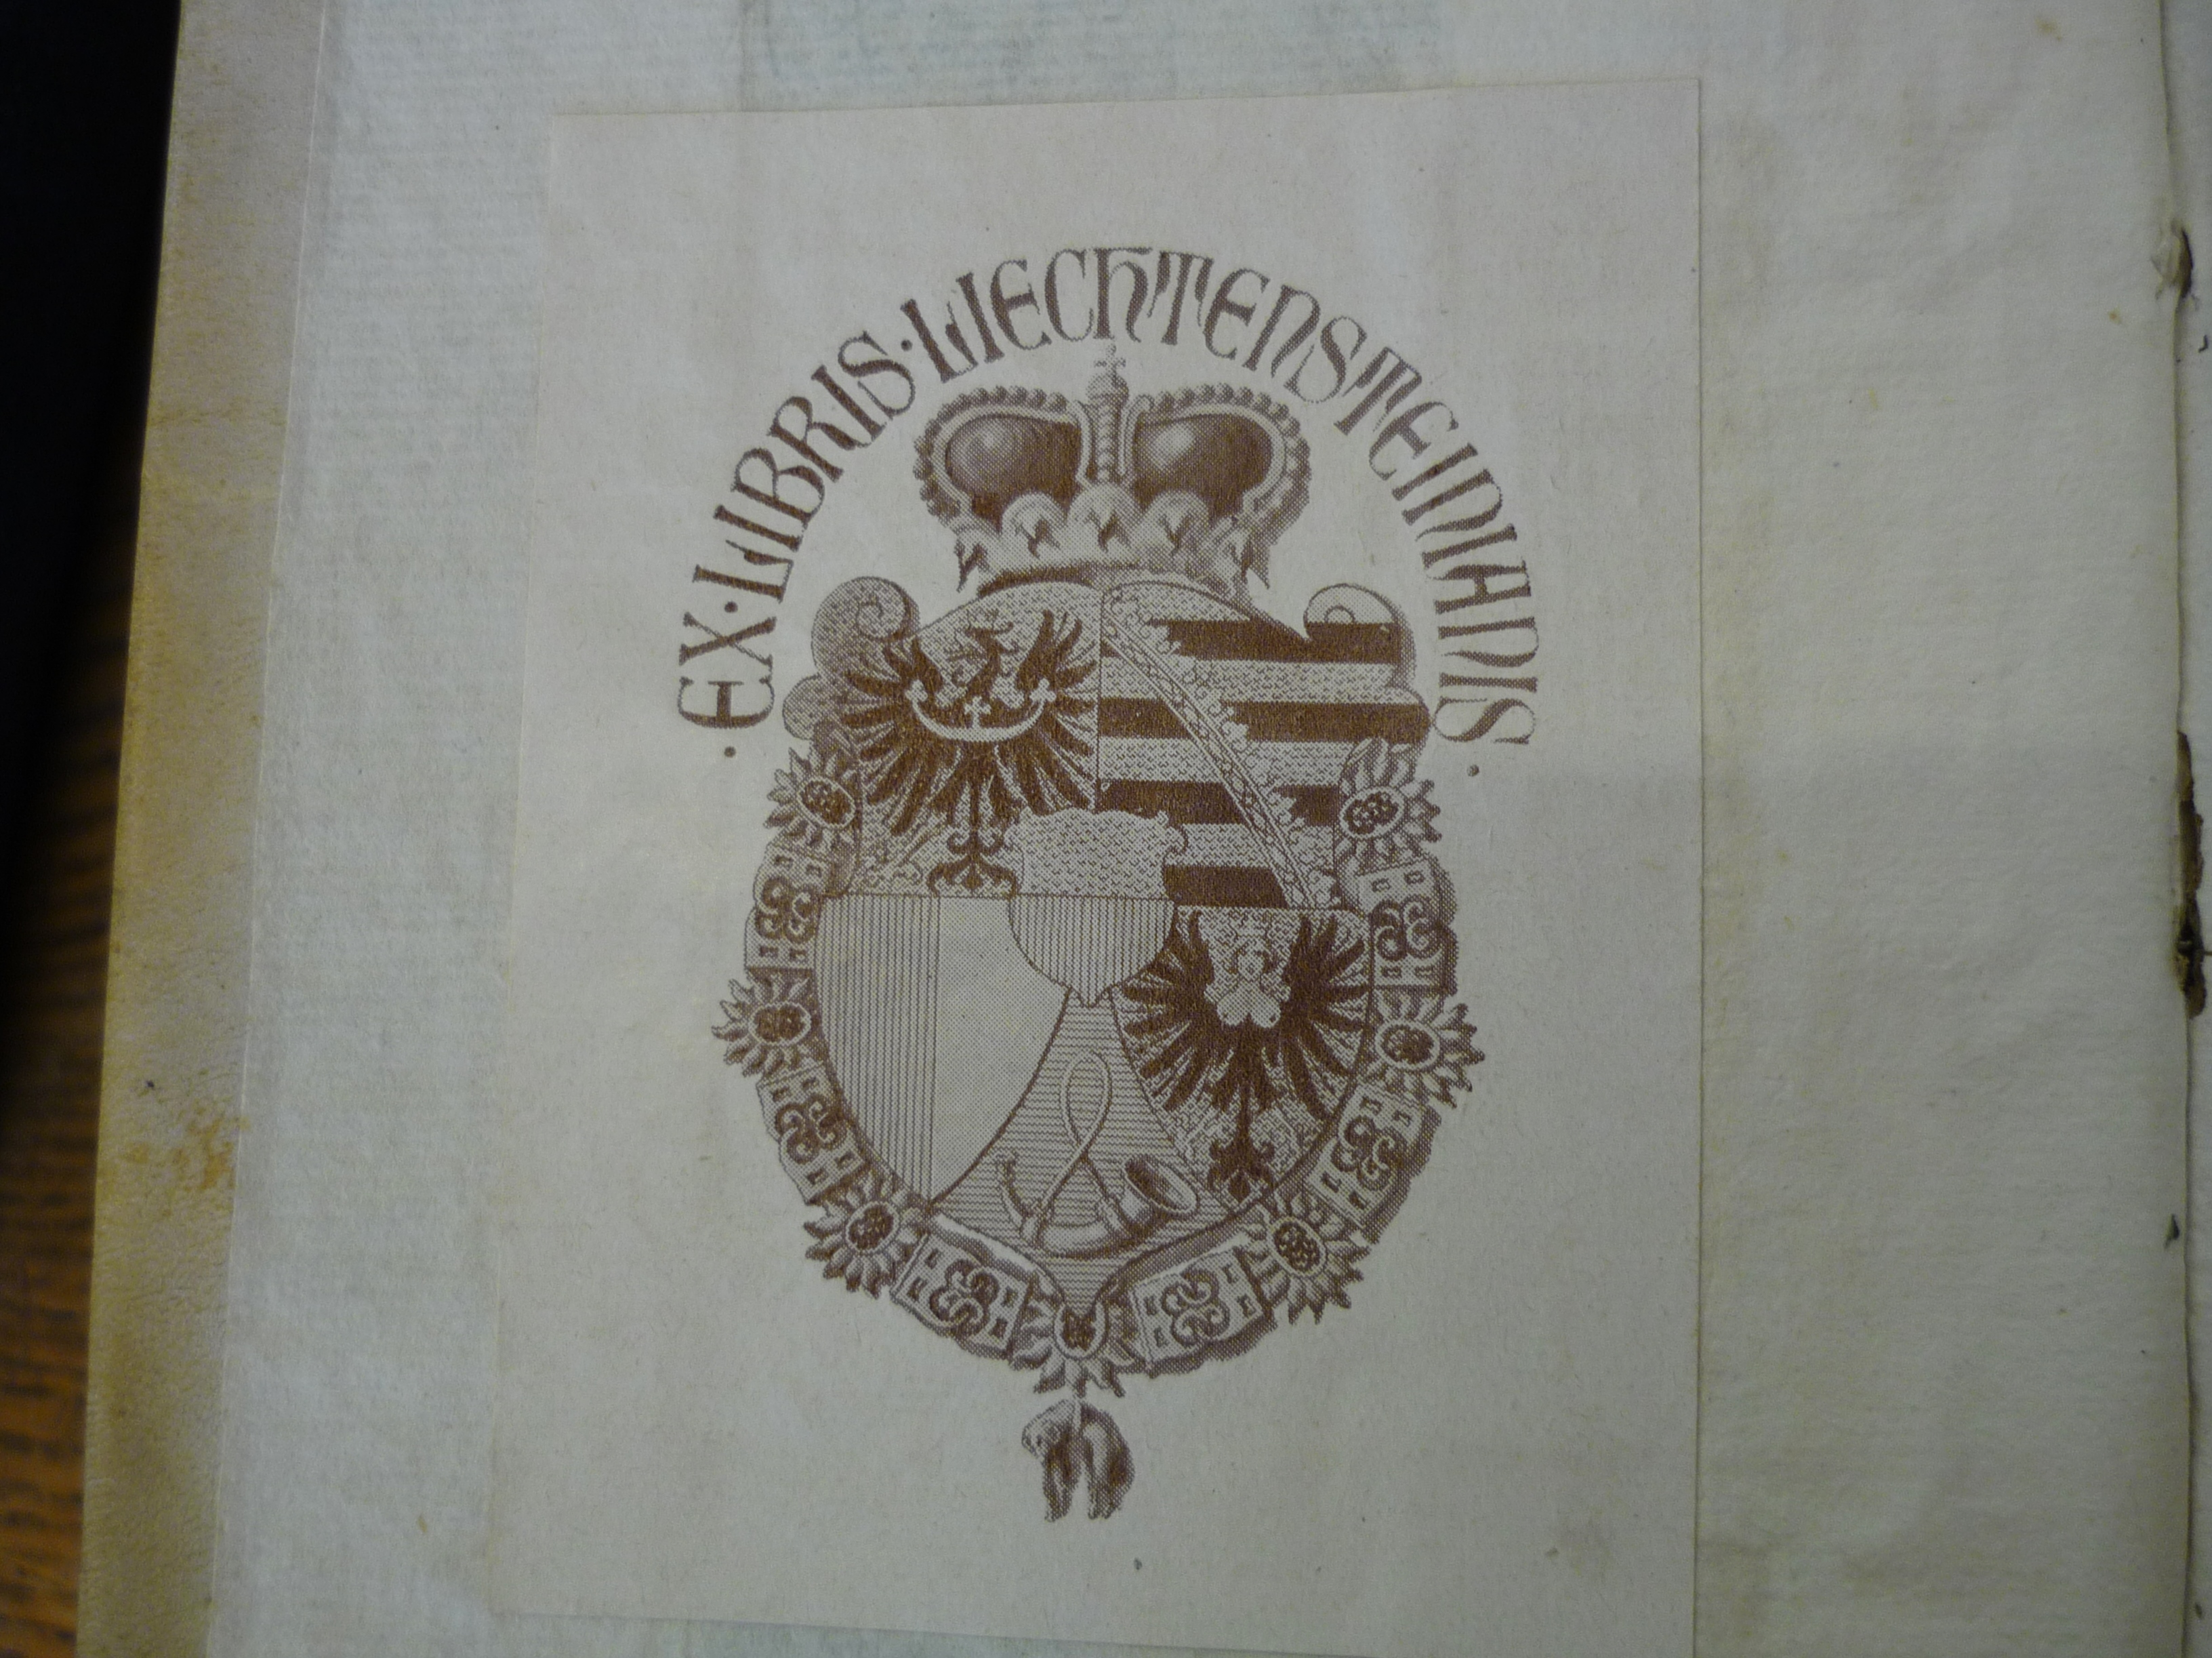 · EX · LIBRIS · LIECHTENSTEINIANIS ·